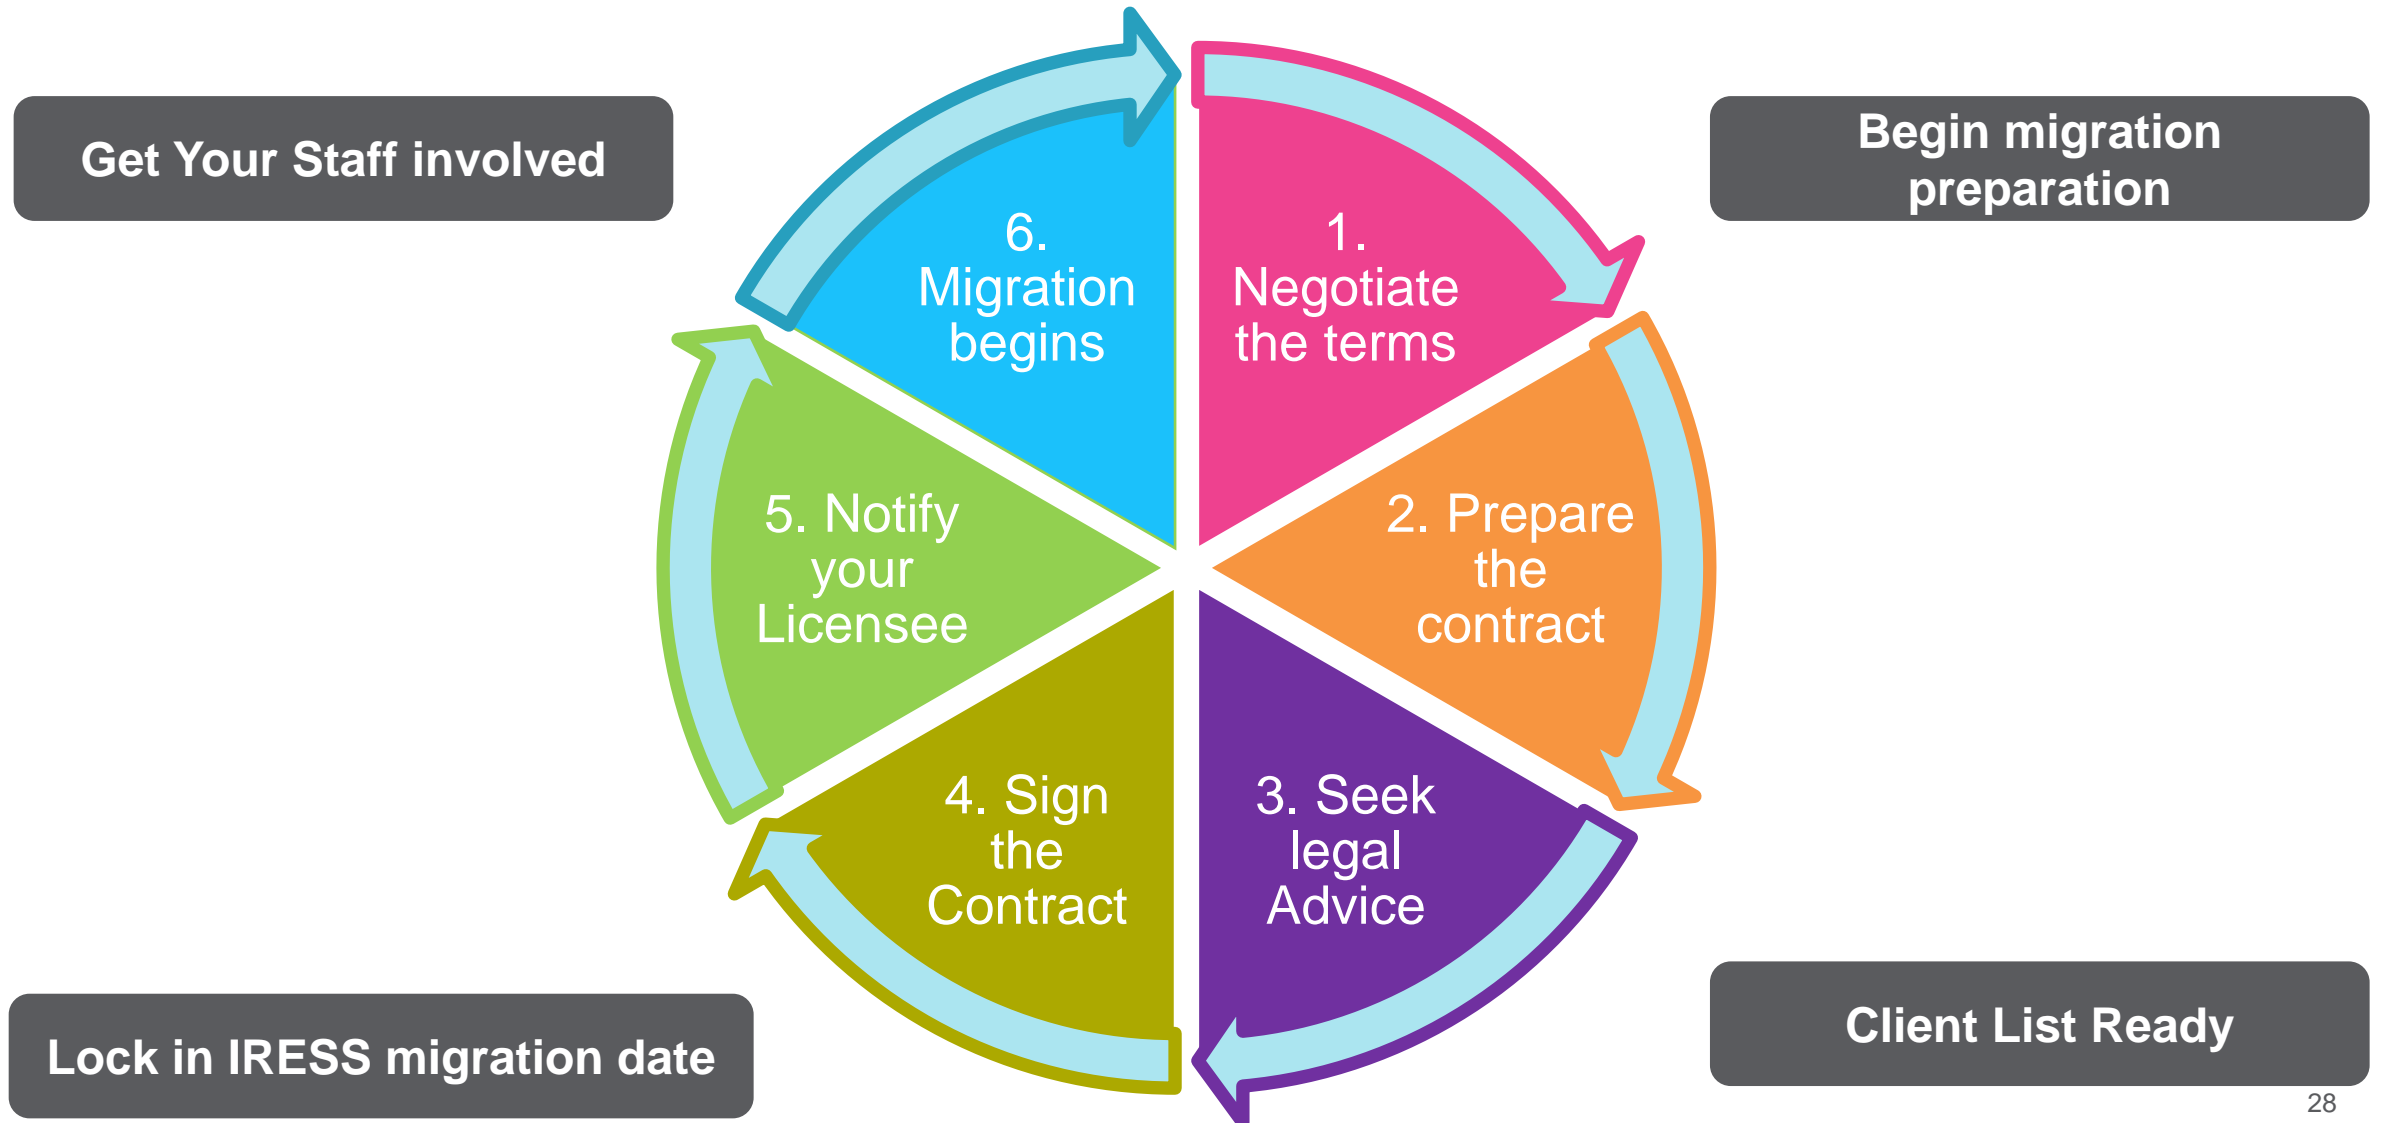 Get Your Staff involved
Begin migration
preparation
6.
Migration
begins
1.
Negotiate
the terms
5. Notify
your
Licensee
2. Prepare
the
contract
4. Sign
the
Contract
3. Seek
legal
Advice
Lock in IRESS migration date
Client List Ready
28